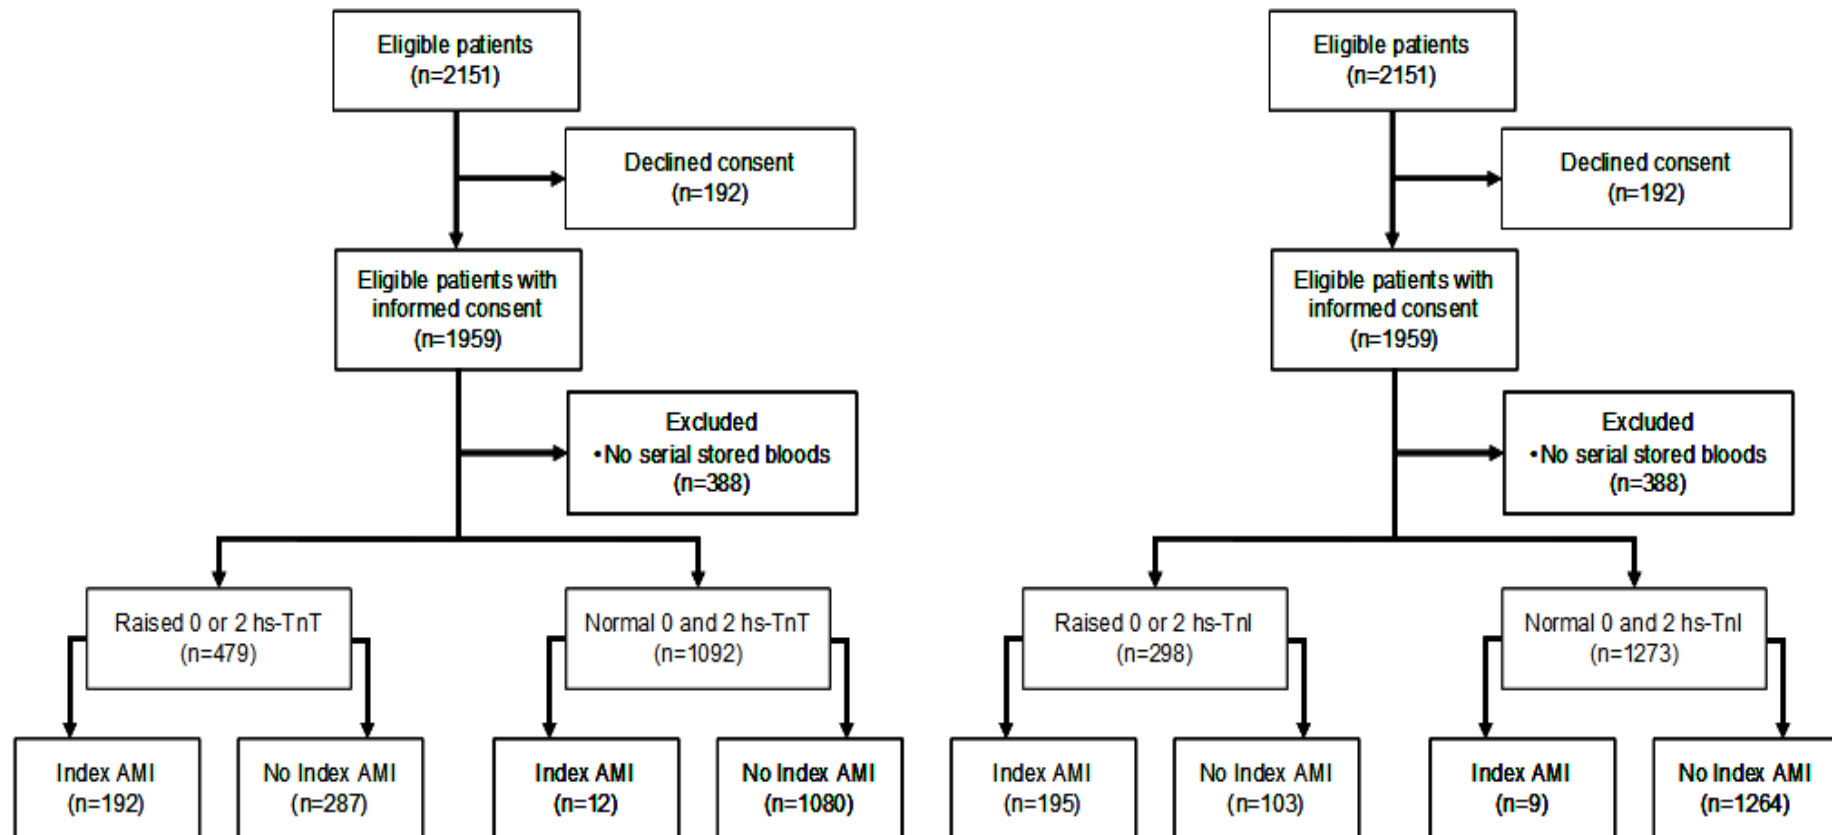 Eligible patients
(n=2151)
Declined consent
(n=192)
Eligible patients with
informed consent
(n=1959)
Excluded
•No serial stored bloods
(n=388)
Raised 0 or 2 hs-TnT
(n=479)
Normal 0 and 2 hs-TnT
(n=1092)
Index AMI
(n=192)
No Index AMI
(n=287)
Index AMI
(n=12)
No Index AMI
(n=1080)
Eligible patients
(n=2151)
Declined consent
(n=192)
Eligible patients with
informed consent
(n=1959)
Excluded
•No serial stored bloods
(n=388)
Raised 0 or 2 hs-TnI
(n=298)
Normal 0 and 2 hs-TnI
(n=1273)
Index AMI
(n=195)
No Index AMI
(n=103)
Index AMI
(n=9)
No Index AMI
(n=1264)